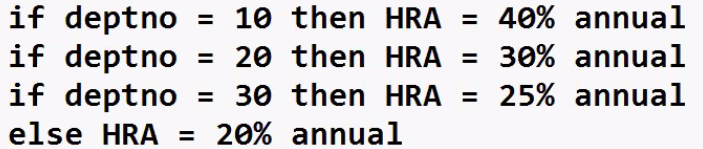 if deptno = 10 then HRA = 40% annual
if deptno = 20 then HRA = 30% annual
if deptno = 30 then HRA = 25% annual
else HRA = 20% annual